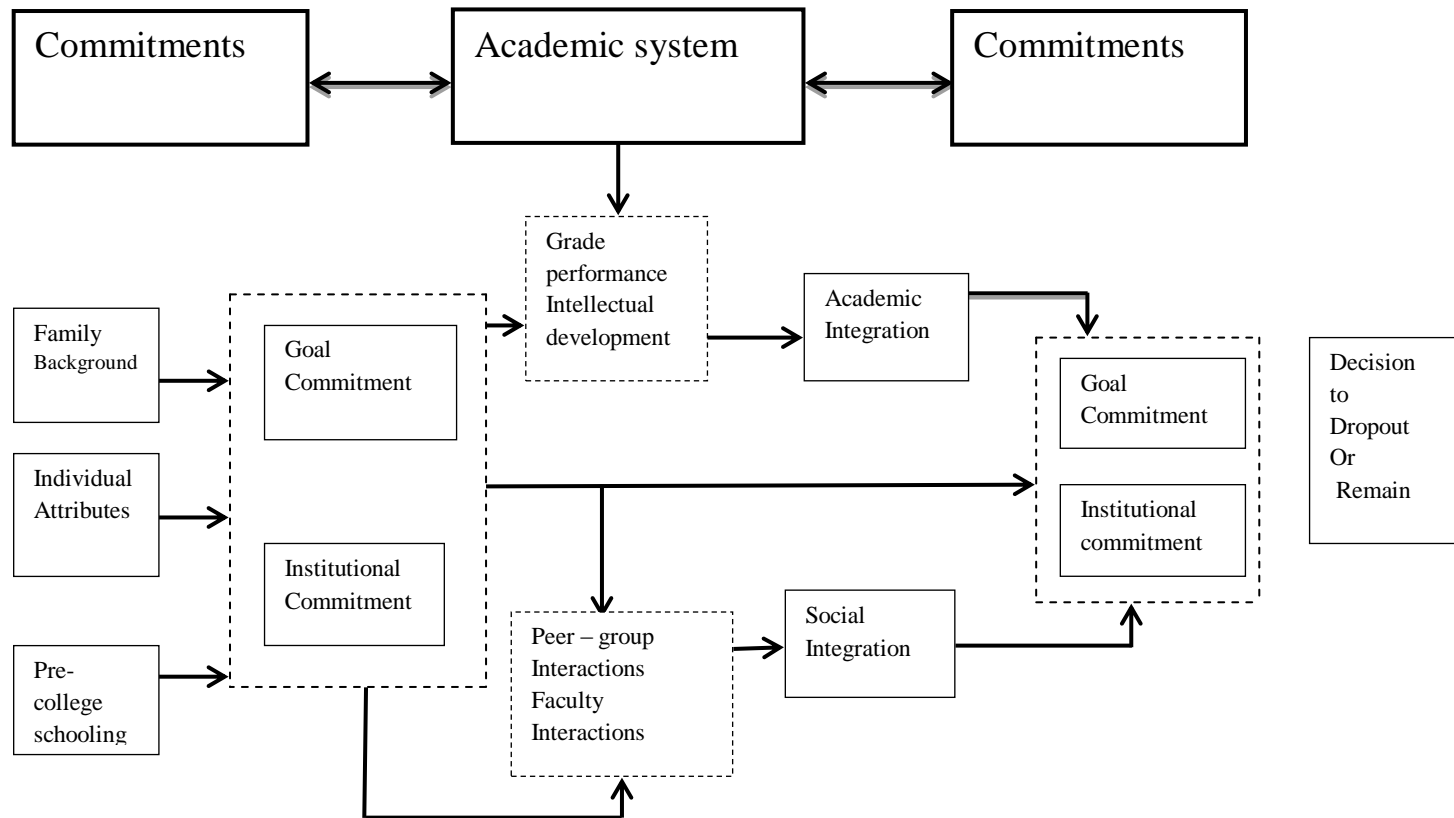 Commitments
Academic system
Commitments
Grade
performance
Intellectual
development
Academic
Integration
Family
Background
Goal
Commitment
Goal
Commitment
Decision
to
Dropout
Or
Remain
Individual
Attributes
Institutional
commitment
Institutional
Commitment
Peer – group
Interactions
Faculty
Interactions
Social
Integration
Pre-
college
schooling